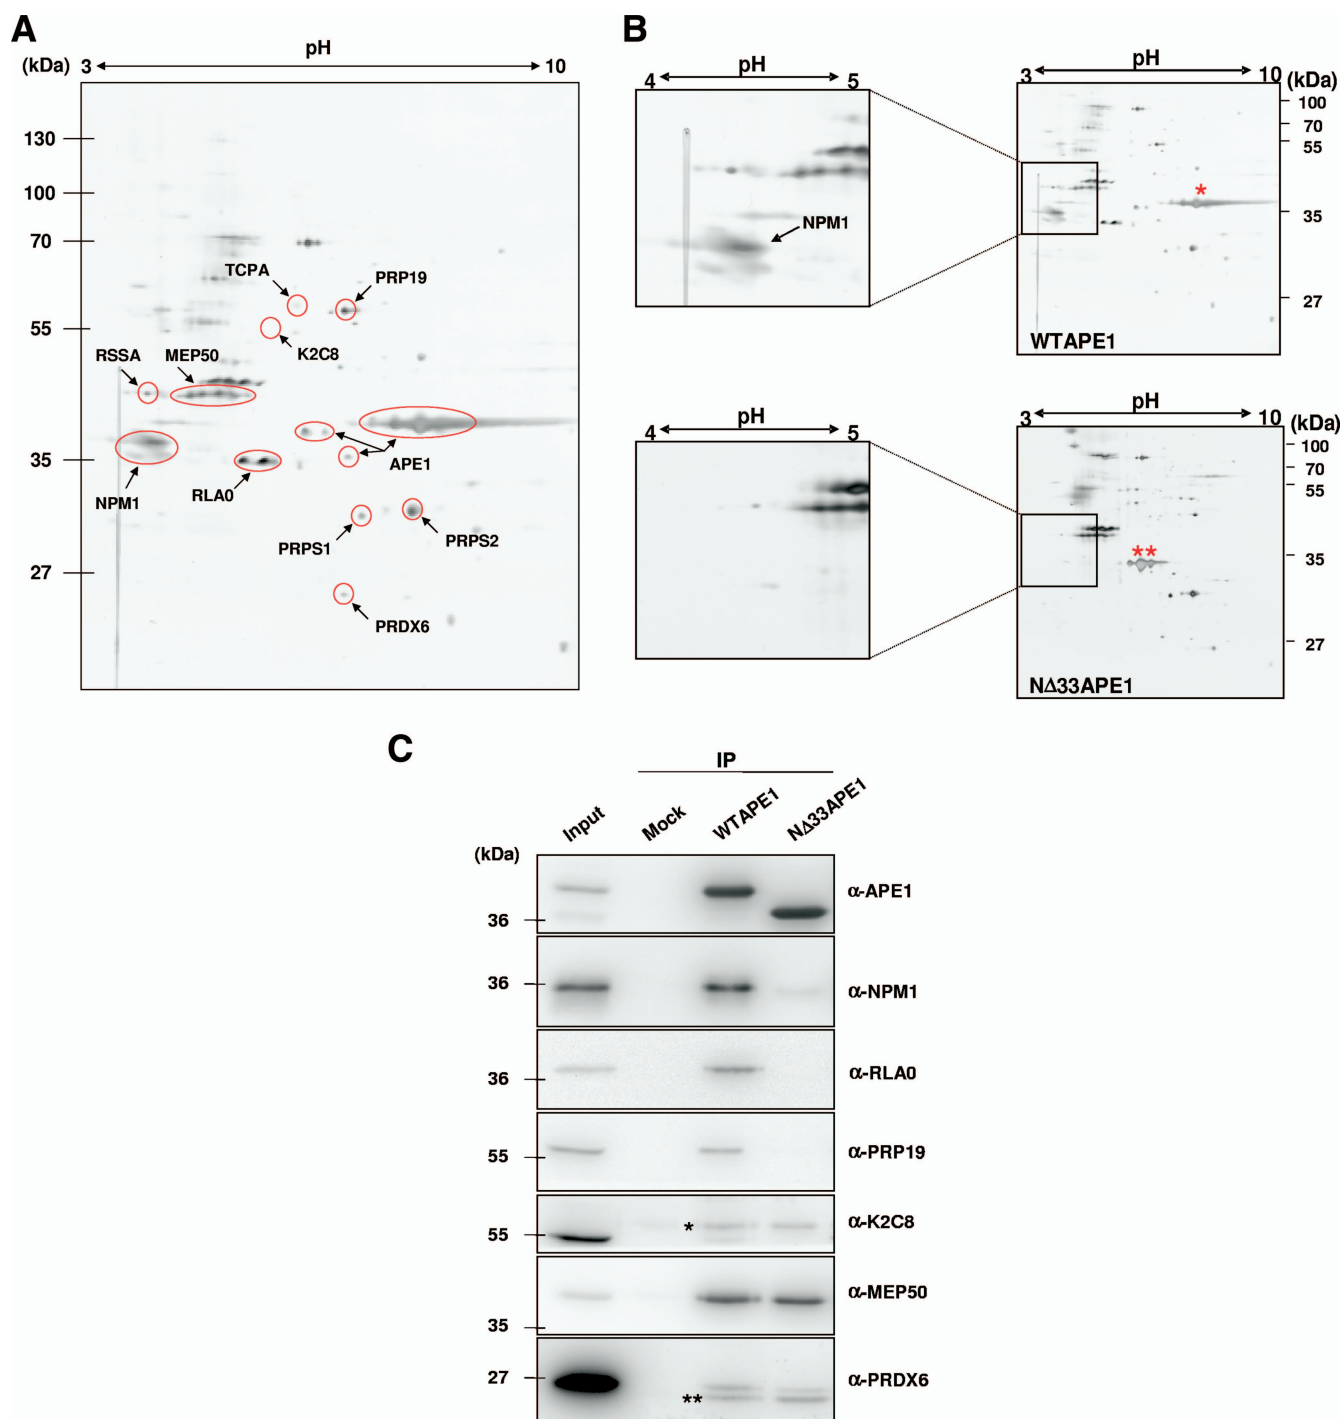 A
pH
(kDa) 3 10
130
100
70
55
35
27
TCPA
PRP19
K2C8
RSSA MEP50
APE1
NPM1
RLA0
PRPS1
PRPS2
PRDX6
B
pH
4 5
NPM1
pH
3 10 (kDa)
100
70
55
35
27
*
WTAPE1
pH
4 5
pH
3 10 (kDa)
100
70
55
35
27
**
NΔ33APE1
C
IP
Input Mock WTAPE1 NΔ33APE1
(kDa)
36 α-APE1
36 α-NPM1
36 α-RLA0
55 α-PRP19
55 * α-K2C8
35 α-MEP50
27 ** α-PRDX6